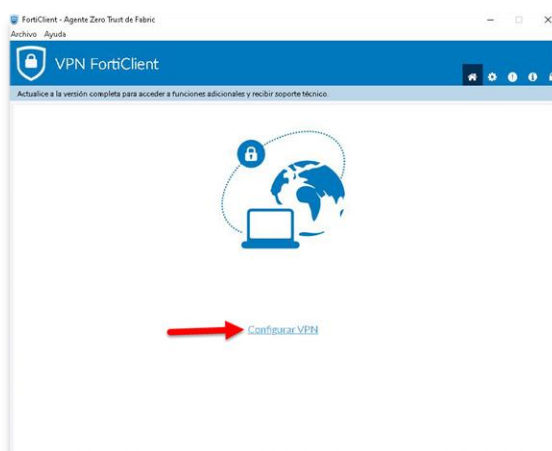 FortiClient - Agente Zero Trust de Fabric
Archivo Ayuda
VPN FortiClient
Actualice a la versión completa para acceder a funciones adicionales y recibir soporte técnico.
Configurar VPN